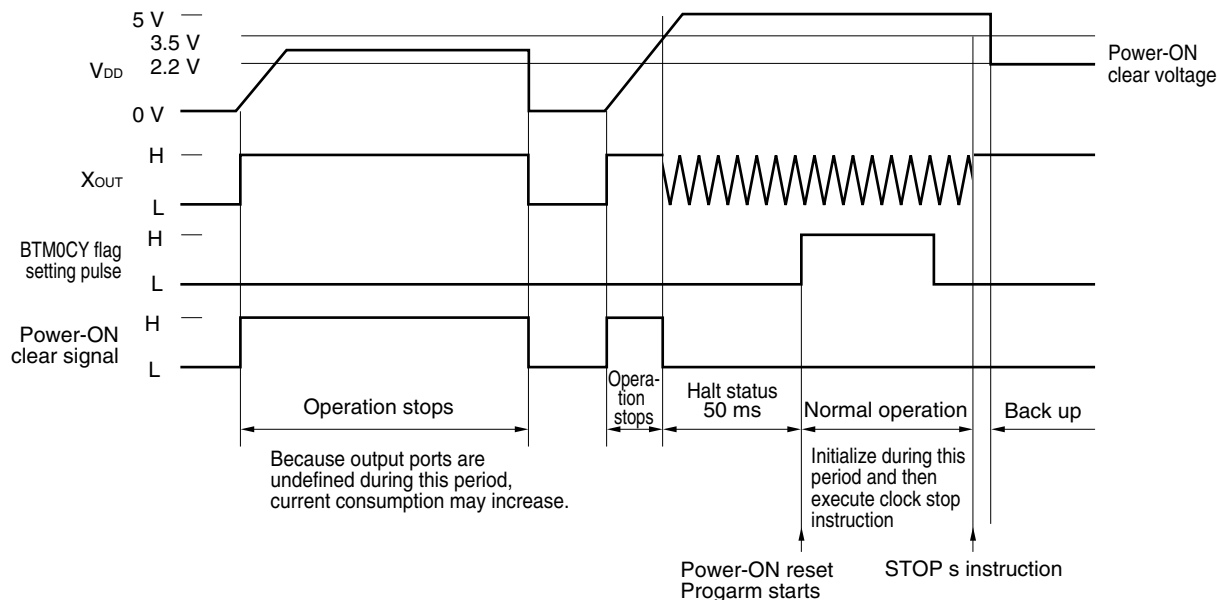 5 V
3.5 V
VDD
2.2 V
Power-ON
clear voltage
0 V
H
XOUT
L
H
BTM0CY flag
setting pulse
L
H
Power-ON
clear signal
L
Operation stops
Opera-
tion
stops
Halt status
50 ms
Normal operation
Back up
Because output ports are
undefined during this period,
current consumption may increase.
Initialize during this
period and then
execute clock stop
instruction
Power-ON reset
Progarm starts
STOP s instruction